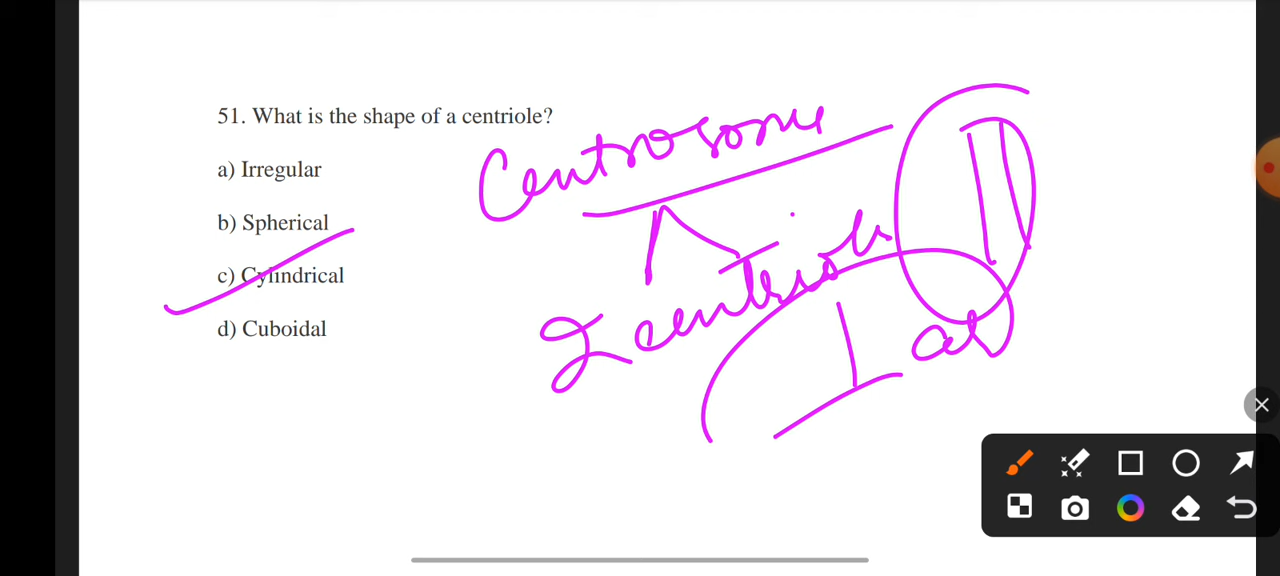 51. What is the shape of a centriole?
a) Irregular
b) Spherical
c) Cylindrical
d) Cuboidal
Centrosome
2 centriole